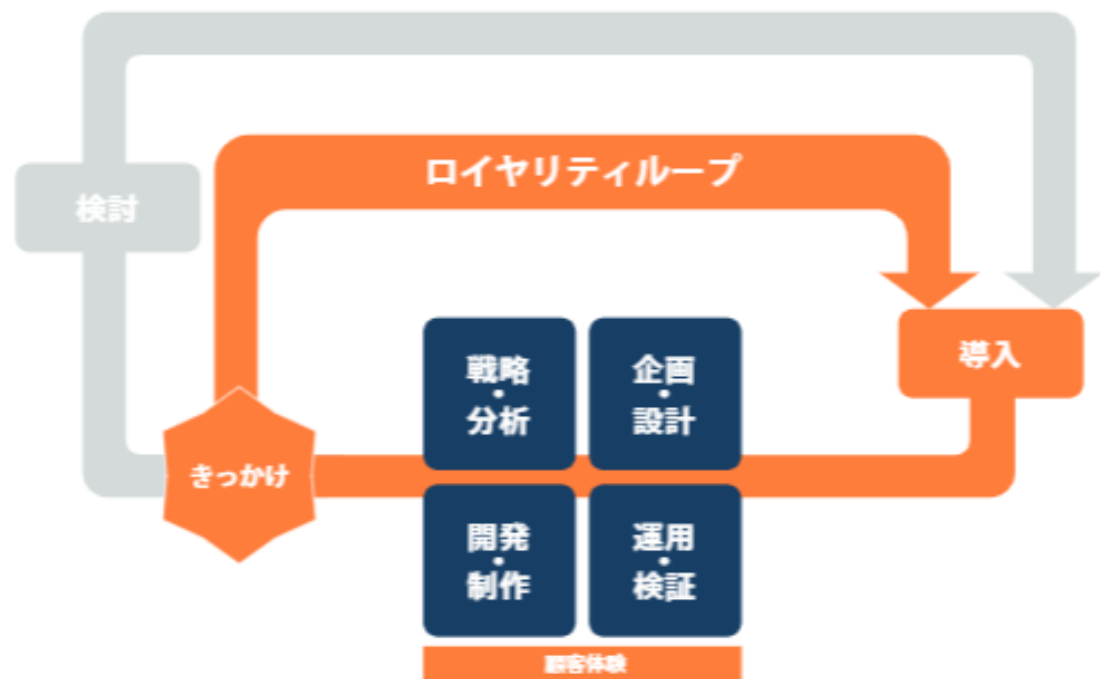 ロイヤリティループ
検討
導入
戦略
・
分析
企画
・
設計
きっかけ
開発
・
制作
運用
・
検証
顧客体験